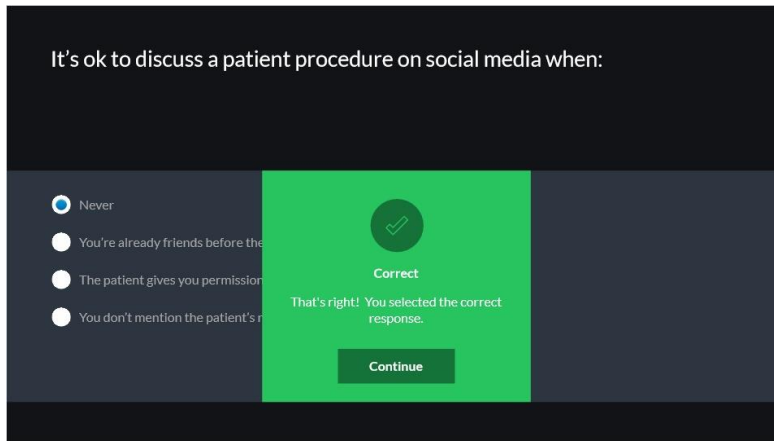 It's ok to discuss a patient procedure on social media when:
Never
You're already friends before the
The patient gives you permission
You don't mention the patient's
Correct
That's right! You selected the correct
response.
Continue